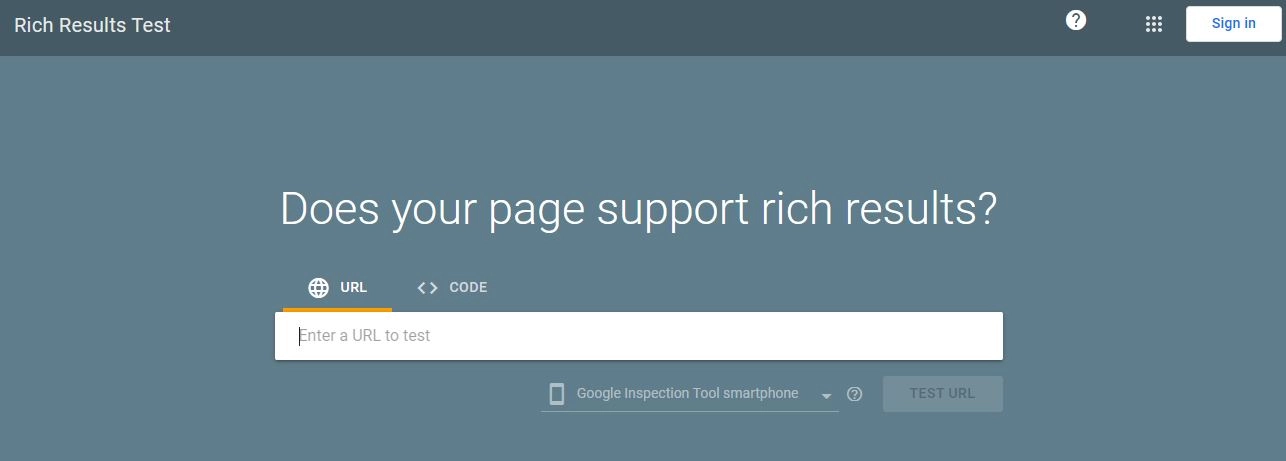 Rich Results Test
Sign in
Does your page support rich results?
URL
CODE
Enter a URL to test
Google Inspection Tool smartphone
TEST URL